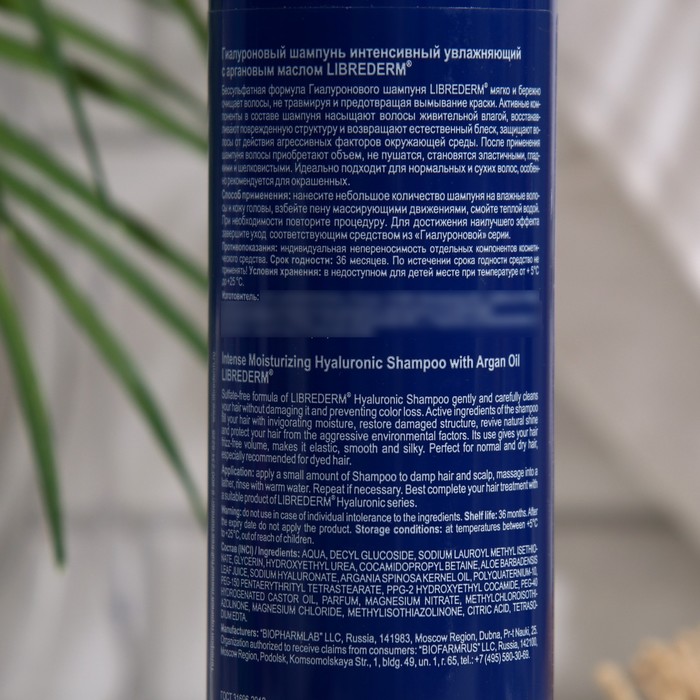 Гиалуроновый шампунь интенсивный увлажняющий
с аргановым маслом LIBREDERM®
Бессульфатная формула Гиалуронового шампуня LIBREDERM® мягко и бережно
очищает волосы, не травмируя и предотвращая вымывание краски. Активные ком-
поненты в составе шампуня насыщают волосы живительной влагой, восстанав-
ливают поврежденную структуру и возвращают естественный блеск, защищают во-
лосы от действия агрессивных факторов окружающей среды. После применения
шампуня волосы приобретают объем, не пушатся, становятся эластичными, глад-
кими и шелковистыми. Идеально подходит для нормальных и сухих волос, особен-
но рекомендуется для окрашенных.
Способ применения: нанесите небольшое количество шампуня на влажные воло-
сы и кожу головы, взбейте пену массирующими движениями, смойте теплой водой.
При необходимости повторите процедуру. Для достижения наилучшего эффекта
завершите уход соответствующим средством из «Гиалуроновой» серии.
Противопоказания: индивидуальная непереносимость отдельных компонентов космети-
ческого средства. Срок годности: 36 месяцев. По истечении срока годности средство не
применять! Условия хранения: в недоступном для детей месте при температуре от +5°C
до +25 °C.
Изготовитель:
Intense Moisturizing Hyaluronic Shampoo with Argan Oil
LIBREDERM®
Sulfate-free formula of LIBREDERM® Hyaluronic Shampoo gently and carefully cleans
your hair without damaging it and preventing color loss. Active ingredients of the shampoo
fill your hair with invigorating moisture, restore damaged structure, revive natural shine
and protect your hair from the aggressive environmental factors. Its use gives your hair
frizz-free volume, makes it elastic, smooth and silky. Perfect for normal and dry hair,
especially recommended for dyed hair.
Application: apply a small amount of Shampoo to damp hair and scalp, massage into a
lather, rinse with warm water. Repeat if necessary. Best complete your hair treatment with
a suitable product of LIBREDERM® Hyaluronic series.
Warning: do not use in case of individual intolerance to the ingredients. Shelf life: 36 months. After
the expiry date do not apply the product. Storage conditions: at temperatures between +5°C
to +25°C, out of reach of children.
Состав (INCI) / Ingredients: AQUA, DECYL GLUCOSIDE, SODIUM LAUROYL METHYL ISETHIO-
NATE, GLYCERIN, HYDROXYETHYL UREA, COCAMIDOPROPYL BETAINE, ALOE BARBADENSIS
LEAF JUICE, SODIUM HYALURONATE, ARGANIA SPINOSA KERNEL OIL, POLYQUATERNIUM-10,
PEG-150 PENTAERYTHRITYL TETRASTEARATE, PPG-2 HYDROXYETHYL COCAMIDE, PEG-40
HYDROGENATED CASTOR OIL, PARFUM, MAGNESIUM NITRATE, METHYLCHLOROISOTHI-
AZOLINONE, MAGNESIUM CHLORIDE, METHYLISOTHIAZOLINONE, CITRIC ACID, TETRASO-
DIUM EDTA.
Manufacturers: "BIOPHARMLAB" LLC, Russia, 141983, Moscow Region, Dubna, Pr-t Nauki, 25.
Organization authorized to receive claims from consumers: "BIOFARMRUS" LLC, Russia, 142100,
Moscow Region, Podolsk, Komsomolskaya Str., 1, bldg. 49, un. 1, r. 65, tel.: +7 (495) 580-30-69.